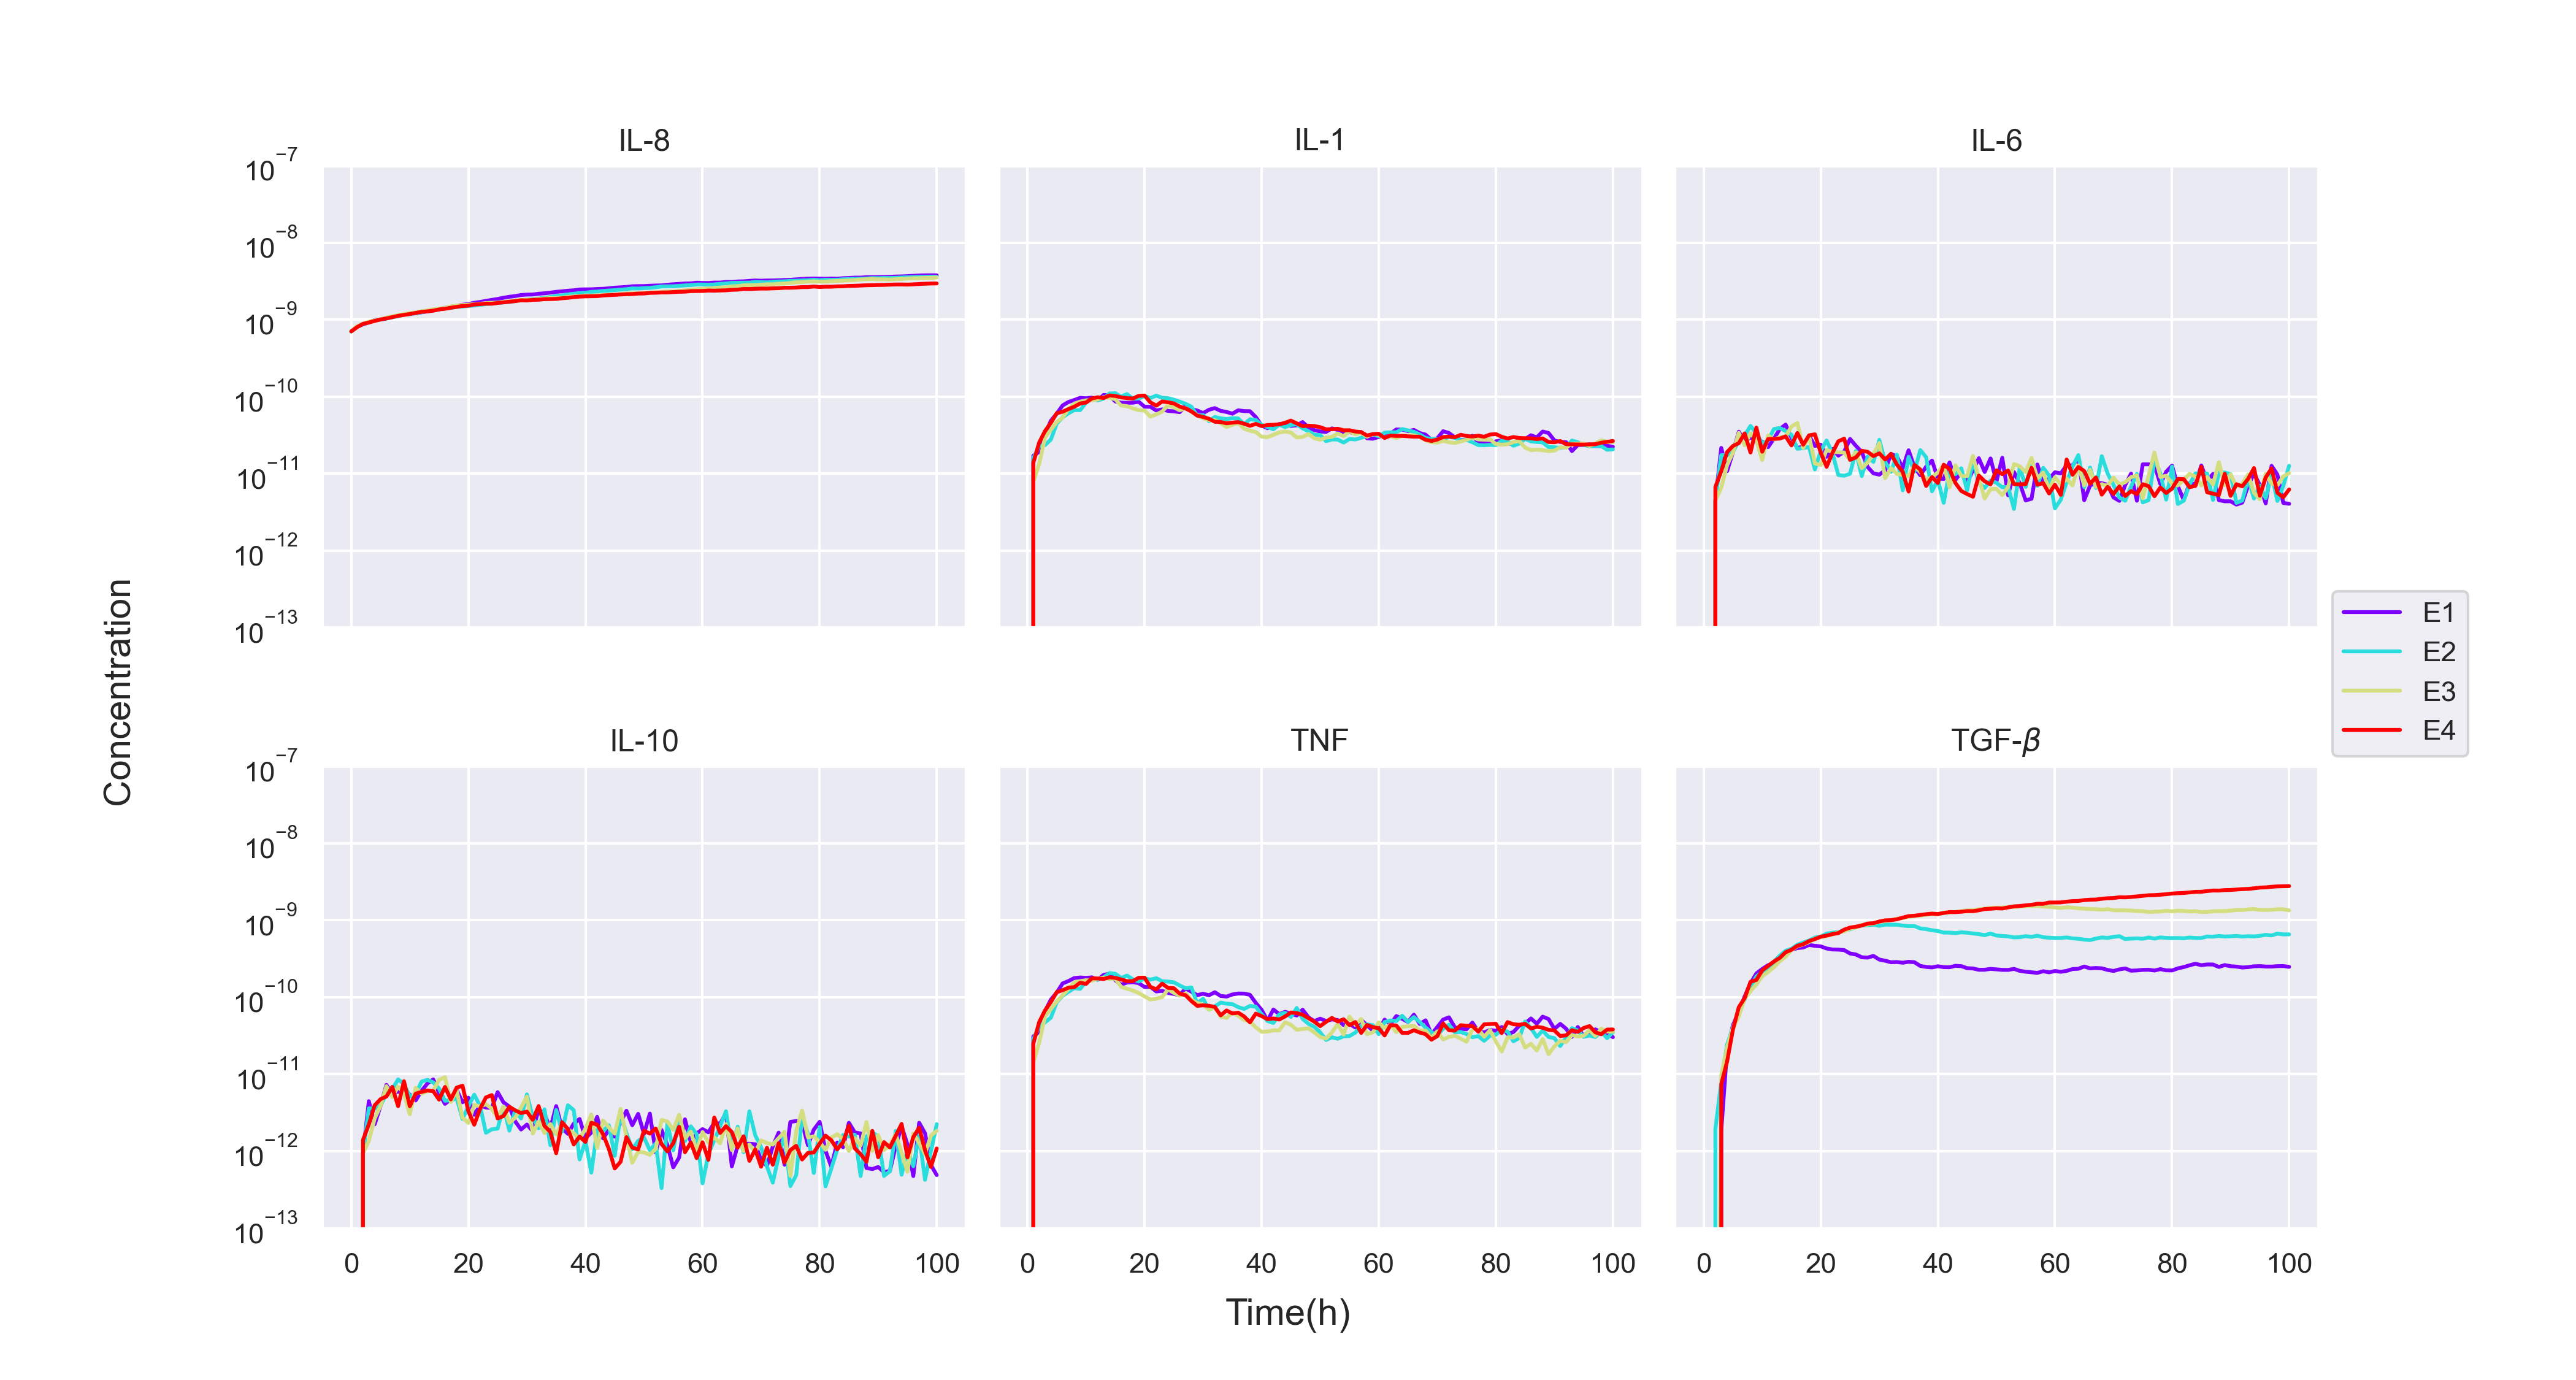 IL-8
IL-1
IL-6
10⁻⁷
10⁻⁸
10⁻⁹
10⁻¹⁰
10⁻¹¹
10⁻¹²
10⁻¹³
Concentration
E1
E2
E3
E4
IL-10
TNF
TGF-β
10⁻⁷
10⁻⁸
10⁻⁹
10⁻¹⁰
10⁻¹¹
10⁻¹²
10⁻¹³
0 20 40 60 80 100
0 20 40 60 80 100
0 20 40 60 80 100
Time(h)